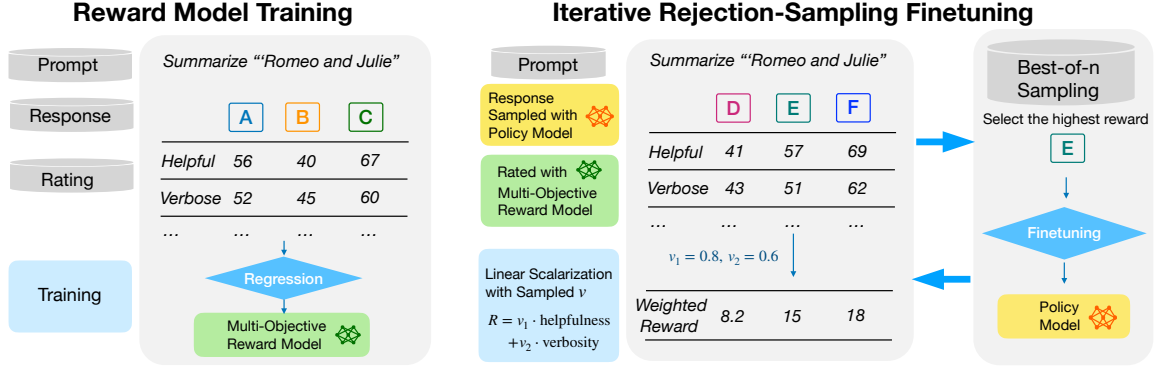 Reward Model Training
Prompt
Response
Rating
Training
Summarize "‘Romeo and Julie"
A B C
Helpful 56 40 67
Verbose 52 45 60
... ... ... ...
Regression
Multi-Objective
Reward Model
Iterative Rejection-Sampling Finetuning
Prompt
Response
Sampled with
Policy Model
Rated with
Multi-Objective
Reward Model
Linear Scalarization
with Sampled v
R = v₁ · helpfulness
+v₂ · verbosity
Summarize "‘Romeo and Julie"
D E F
Helpful 41 57 69
Verbose 43 51 62
... ... ... ...
v₁ = 0.8, v₂ = 0.6
Weighted
Reward 8.2 15 18
Best-of-n
Sampling
Select the highest reward
E
Finetuning
Policy
Model